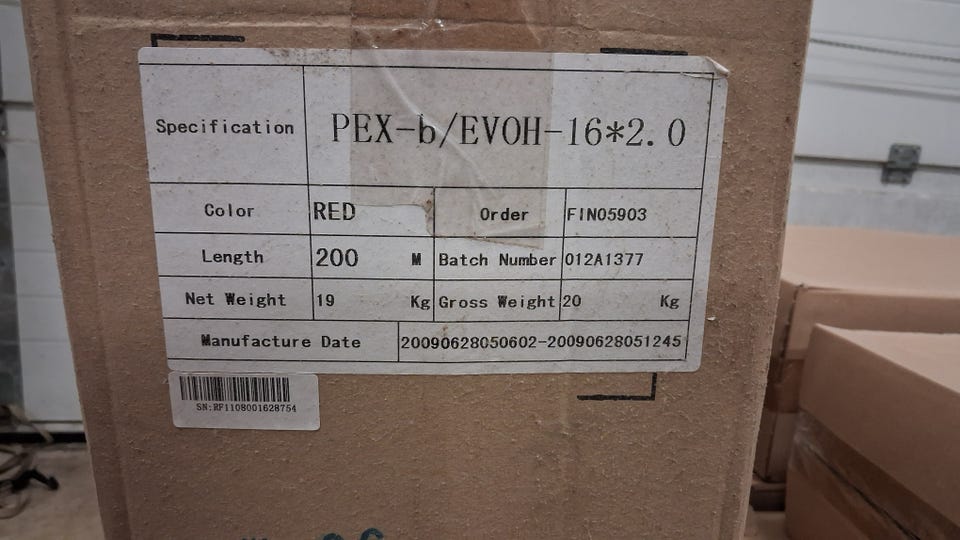 Specification PEX-b/EVOH-16*2.0
Color RED Order FIN05903
Length 200 M Batch Number 012A1377
Net Weight 19 Kg Gross Weight 20 Kg
Manufacture Date 20090628050602-20090628051245
SN:RF1108001628754